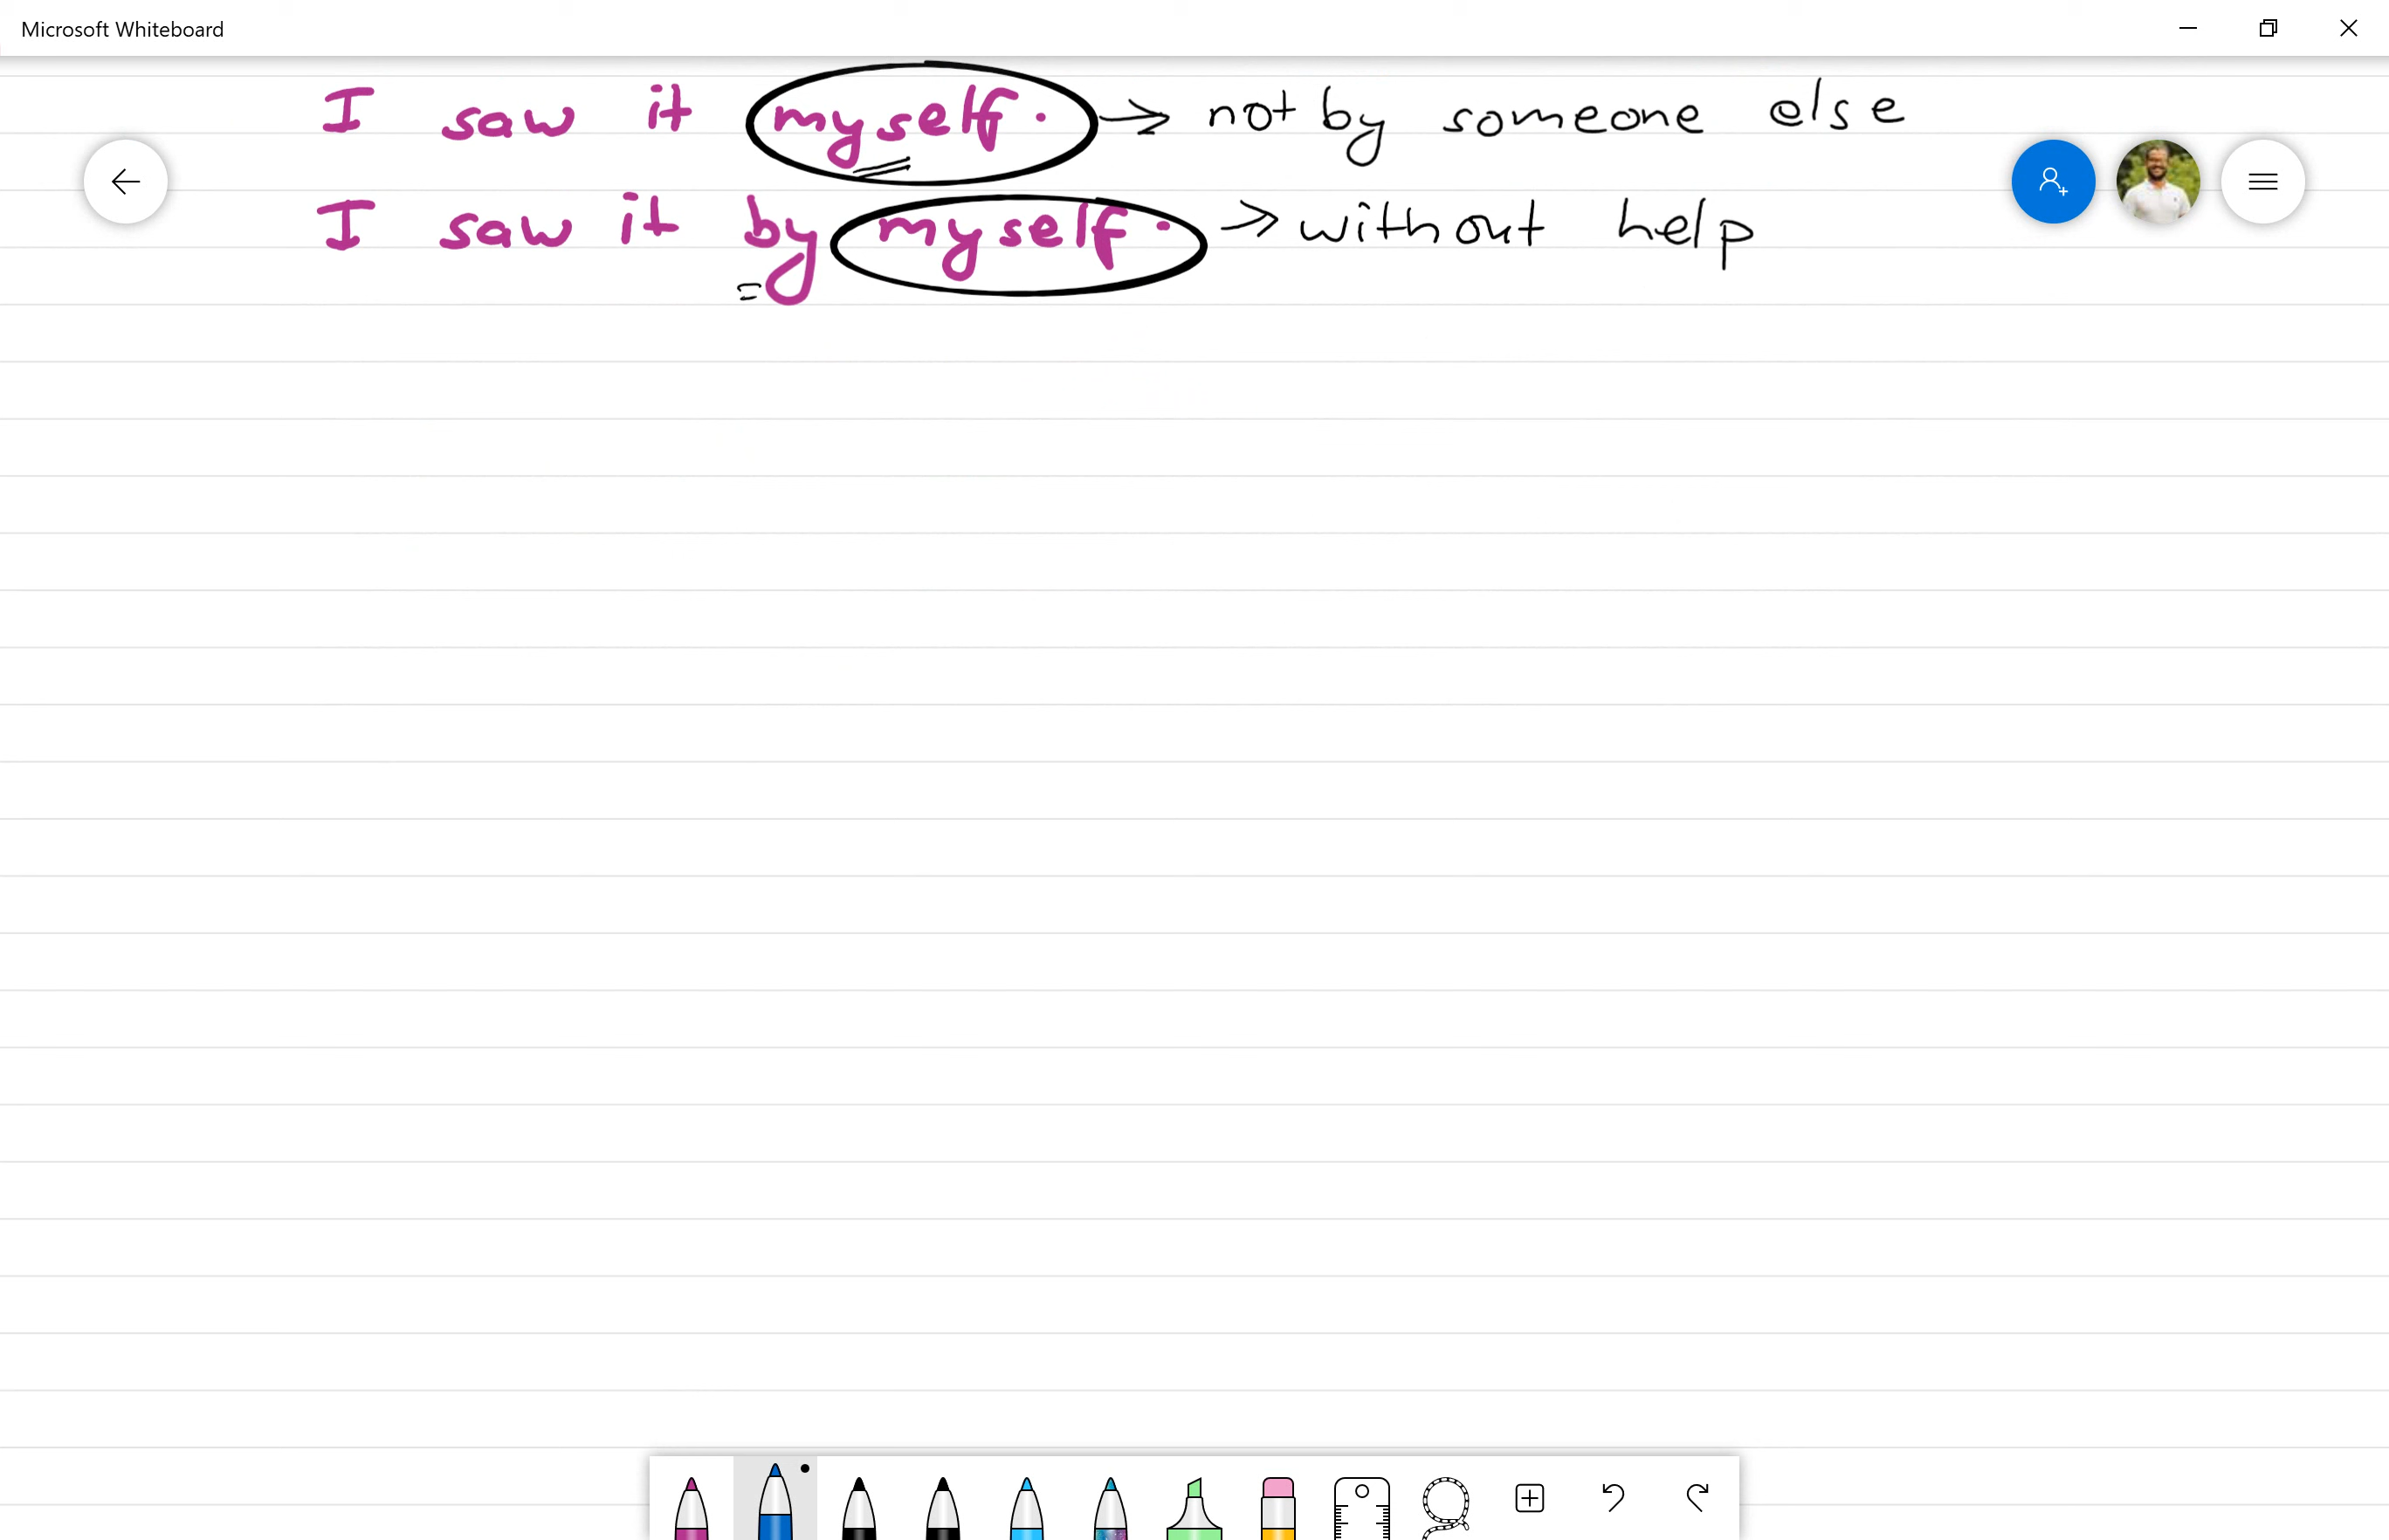 Microsoft Whiteboard
I saw it myself. → not by someone else
I saw it by myself. → without help
=